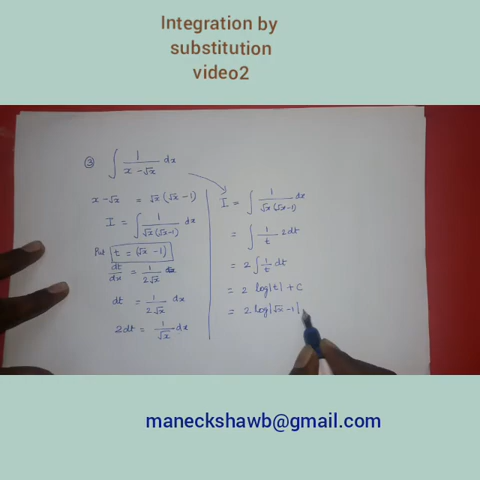 Integration by
substitution
video2
③ ∫ 1/(x - √x) dx
x - √x = √x (√x - 1)
I = ∫ 1/(√x (√x - 1)) dx
Put t = (√x - 1)
dt/dx = 1/(2√x)
dt = 1/(2√x) dx
2dt = 1/√x dx
I = ∫ 1/(√x (√x - 1)) dx
= ∫ 1/t 2dt
= 2 ∫ 1/t dt
= 2 log|t| + C
= 2 log|√x - 1|
maneckshawb@gmail.com